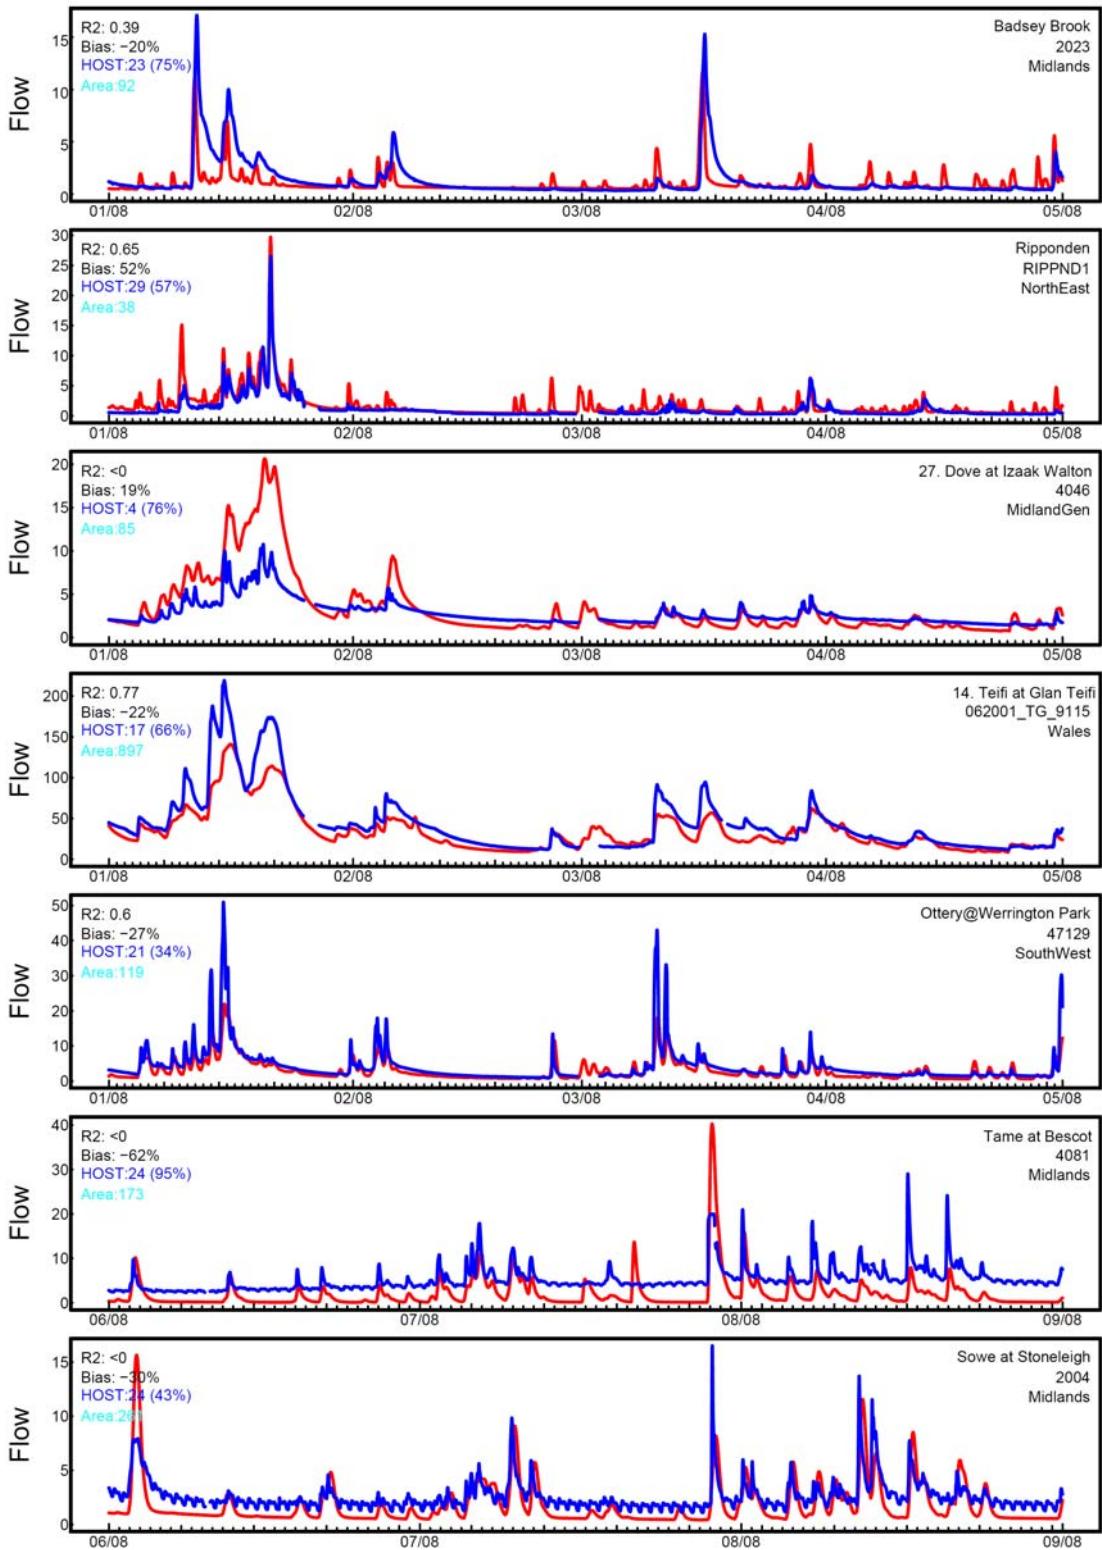 R2: 0.39
Bias: −20%
HOST:23 (75%)
Area:92
Badsey Brook
2023
Midlands
Flow
15
10
5
0
01/08 02/08 03/08 04/08 05/08
R2: 0.65
Bias: 52%
HOST:29 (57%)
Area:38
Ripponden
RIPPND1
NorthEast
Flow
30
25
20
15
10
5
0
01/08 02/08 03/08 04/08 05/08
R2: <0
Bias: 19%
HOST:4 (76%)
Area:85
27. Dove at Izaak Walton
4046
MidlandGen
Flow
20
15
10
5
0
01/08 02/08 03/08 04/08 05/08
R2: 0.77
Bias: −22%
HOST:17 (66%)
Area:897
14. Teifi at Glan Teifi
062001_TG_9115
Wales
Flow
200
150
100
50
0
01/08 02/08 03/08 04/08 05/08
R2: 0.6
Bias: −27%
HOST:21 (34%)
Area:119
Ottery@Werrington Park
47129
SouthWest
Flow
50
40
30
20
10
0
01/08 02/08 03/08 04/08 05/08
R2: <0
Bias: −62%
HOST:24 (95%)
Area:173
Tame at Bescot
4081
Midlands
Flow
40
30
20
10
0
06/08 07/08 08/08 09/08
R2: <0
Bias: −30%
HOST:24 (43%)
Sowe at Stoneleigh
2004
Midlands
Flow
15
10
5
0
06/08 07/08 08/08 09/08